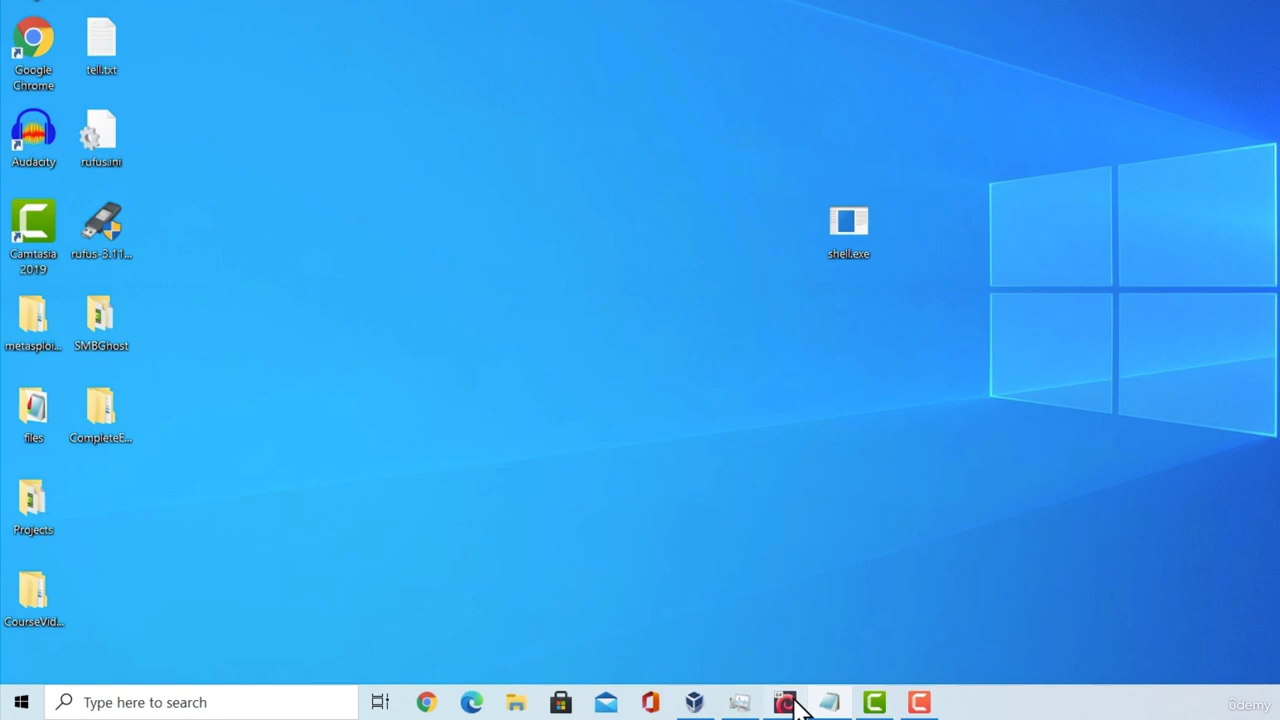 Google
Chrome
tell.txt
Audacity
rufus.ini
Camtasia
2019
rufus-3.11...
metasploi...
SMBGhost
files
CompleteE...
Projects
CourseVid...
shell.exe
Type here to search
ûdemy